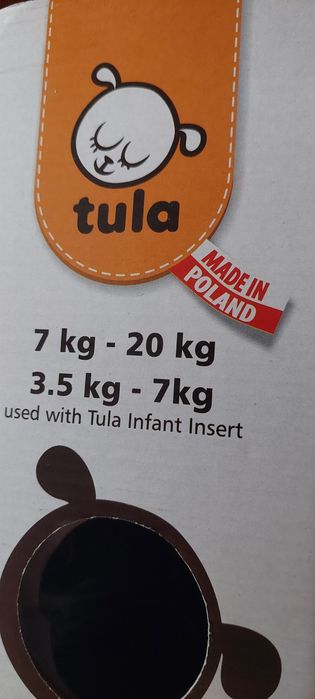 tula
MADE IN
POLAND
7 kg - 20 kg
3.5 kg - 7kg
used with Tula Infant Insert